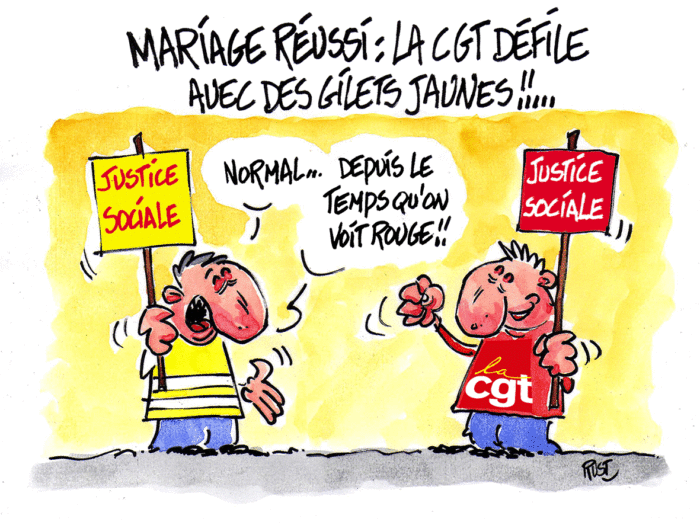 MARIAGE RÉUSSI : LA CGT DÉFILE
AVEC DES GILETS JAUNES !!....
JUSTICE
SOCIALE
NORMAL...
DEPUIS LE
TEMPS QU'ON
VOIT ROUGE !!
JUSTICE
SOCIALE
la
cgt